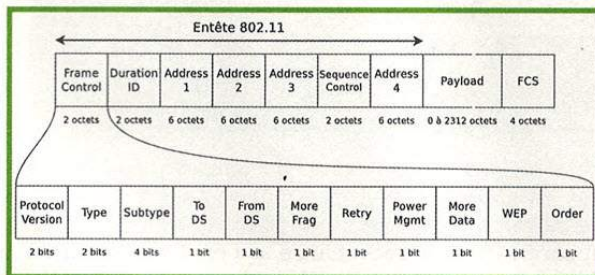 Entête 802.11
Frame Control Duration ID Address 1 Address 2 Address 3 Sequence Control Address 4 Payload FCS
2 octets 2 octets 6 octets 6 octets 6 octets 2 octets 6 octets 0 à 2312 octets 4 octets
Protocol Version Type Subtype To DS From DS More Frag Retry Power Mgmt More Data WEP Order
2 bits 2 bits 4 bits 1 bit 1 bit 1 bit 1 bit 1 bit 1 bit 1 bit 1 bit